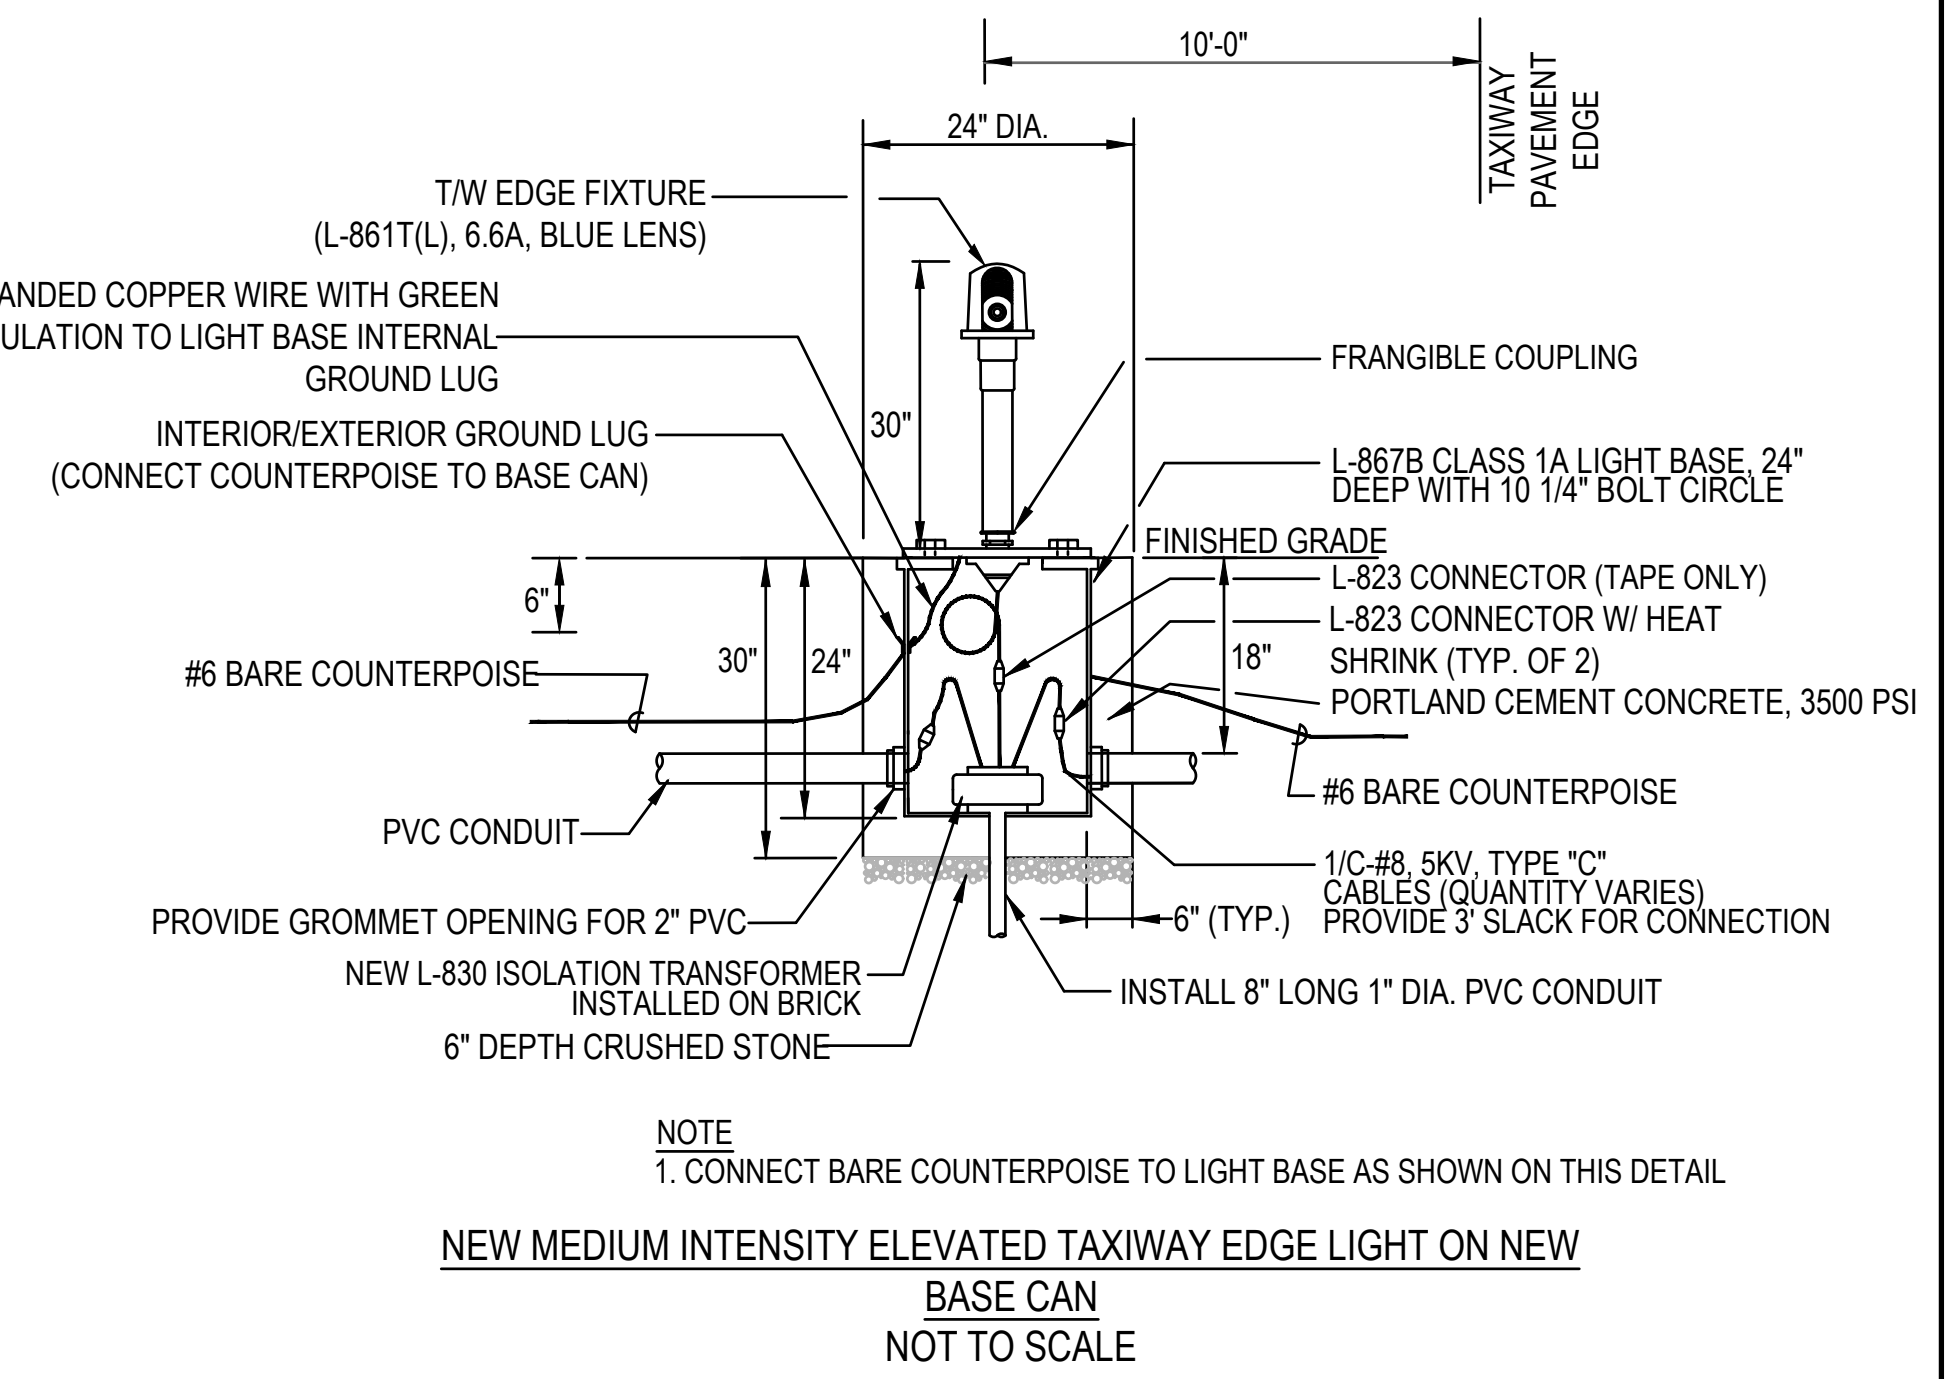 10'-0"
TAXIWAY
PAVEMENT
EDGE
24" DIA.
T/W EDGE FIXTURE
(L-861T(L), 6.6A, BLUE LENS)
COPPER WIRE WITH GREEN
TO LIGHT BASE INTERNAL
GROUND LUG
INTERIOR/EXTERIOR GROUND LUG
(CONNECT COUNTERPOISE TO BASE CAN)
30"
FRANGIBLE COUPLING
L-867B CLASS 1A LIGHT BASE, 24"
DEEP WITH 10 1/4" BOLT CIRCLE
FINISHED GRADE
L-823 CONNECTOR (TAPE ONLY)
L-823 CONNECTOR W/ HEAT
SHRINK (TYP. OF 2)
PORTLAND CEMENT CONCRETE, 3500 PSI
6"
30"
24"
18"
#6 BARE COUNTERPOISE
#6 BARE COUNTERPOISE
PVC CONDUIT
1/C-#8, 5KV, TYPE "C"
CABLES (QUANTITY VARIES)
PROVIDE 3' SLACK FOR CONNECTION
PROVIDE GROMMET OPENING FOR 2" PVC
6" (TYP.)
NEW L-830 ISOLATION TRANSFORMER
INSTALLED ON BRICK
INSTALL 8" LONG 1" DIA. PVC CONDUIT
6" DEPTH CRUSHED STONE
NOTE
1. CONNECT BARE COUNTERPOISE TO LIGHT BASE AS SHOWN ON THIS DETAIL
NEW MEDIUM INTENSITY ELEVATED TAXIWAY EDGE LIGHT ON NEW
BASE CAN
NOT TO SCALE